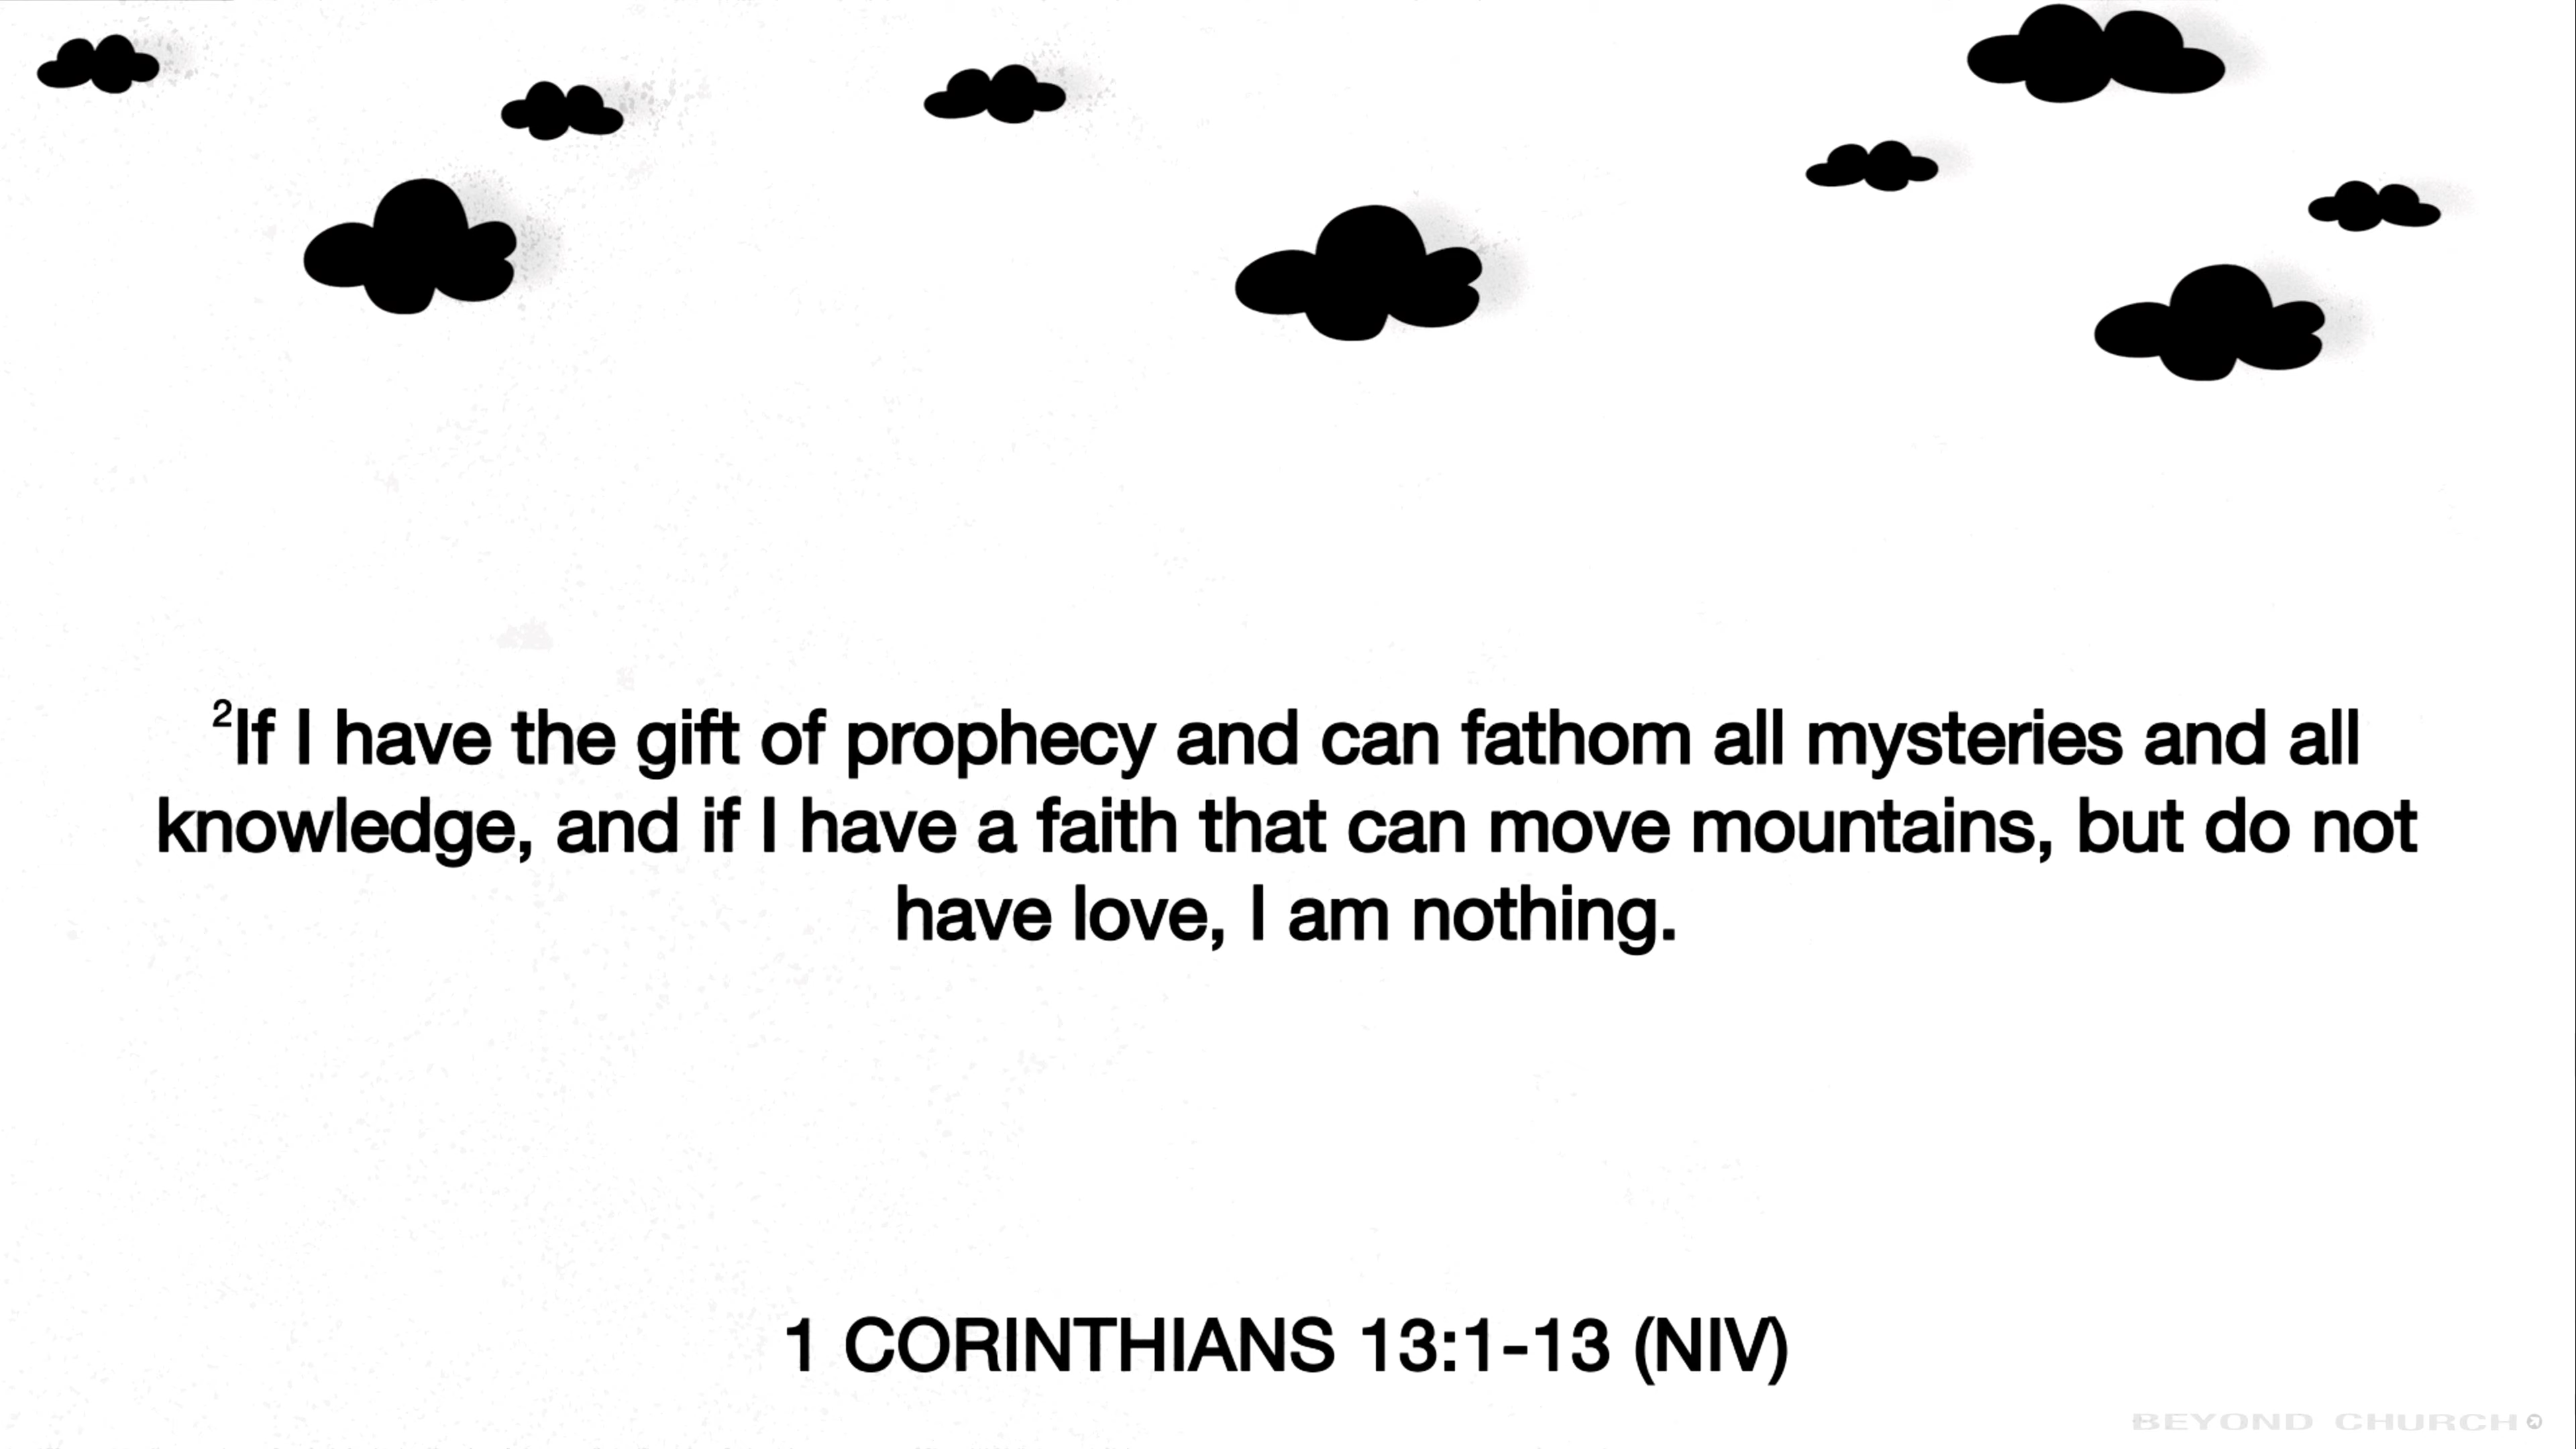 ²If I have the gift of prophecy and can fathom all mysteries and all
knowledge, and if I have a faith that can move mountains, but do not
have love, I am nothing.
1 CORINTHIANS 13:1-13 (NIV)
BEYOND CHURCH